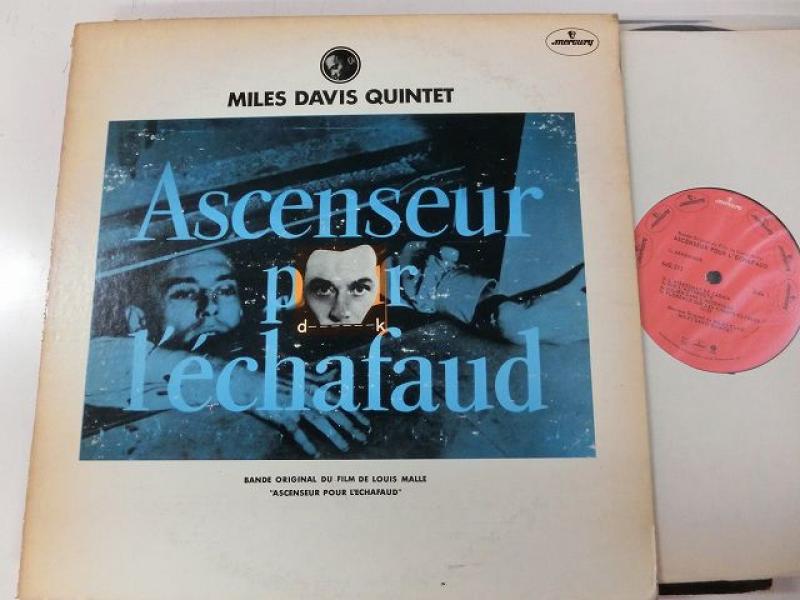 mercury
MILES DAVIS QUINTET
Ascenseur
pour
d------k
l'échafaud
BANDE ORIGINAL DU FILM DE LOUIS MALLE
"ASCENSEUR POUR L'ECHAFAUD"
mercury
ASCENSEUR POUR L'ECHAFAUD